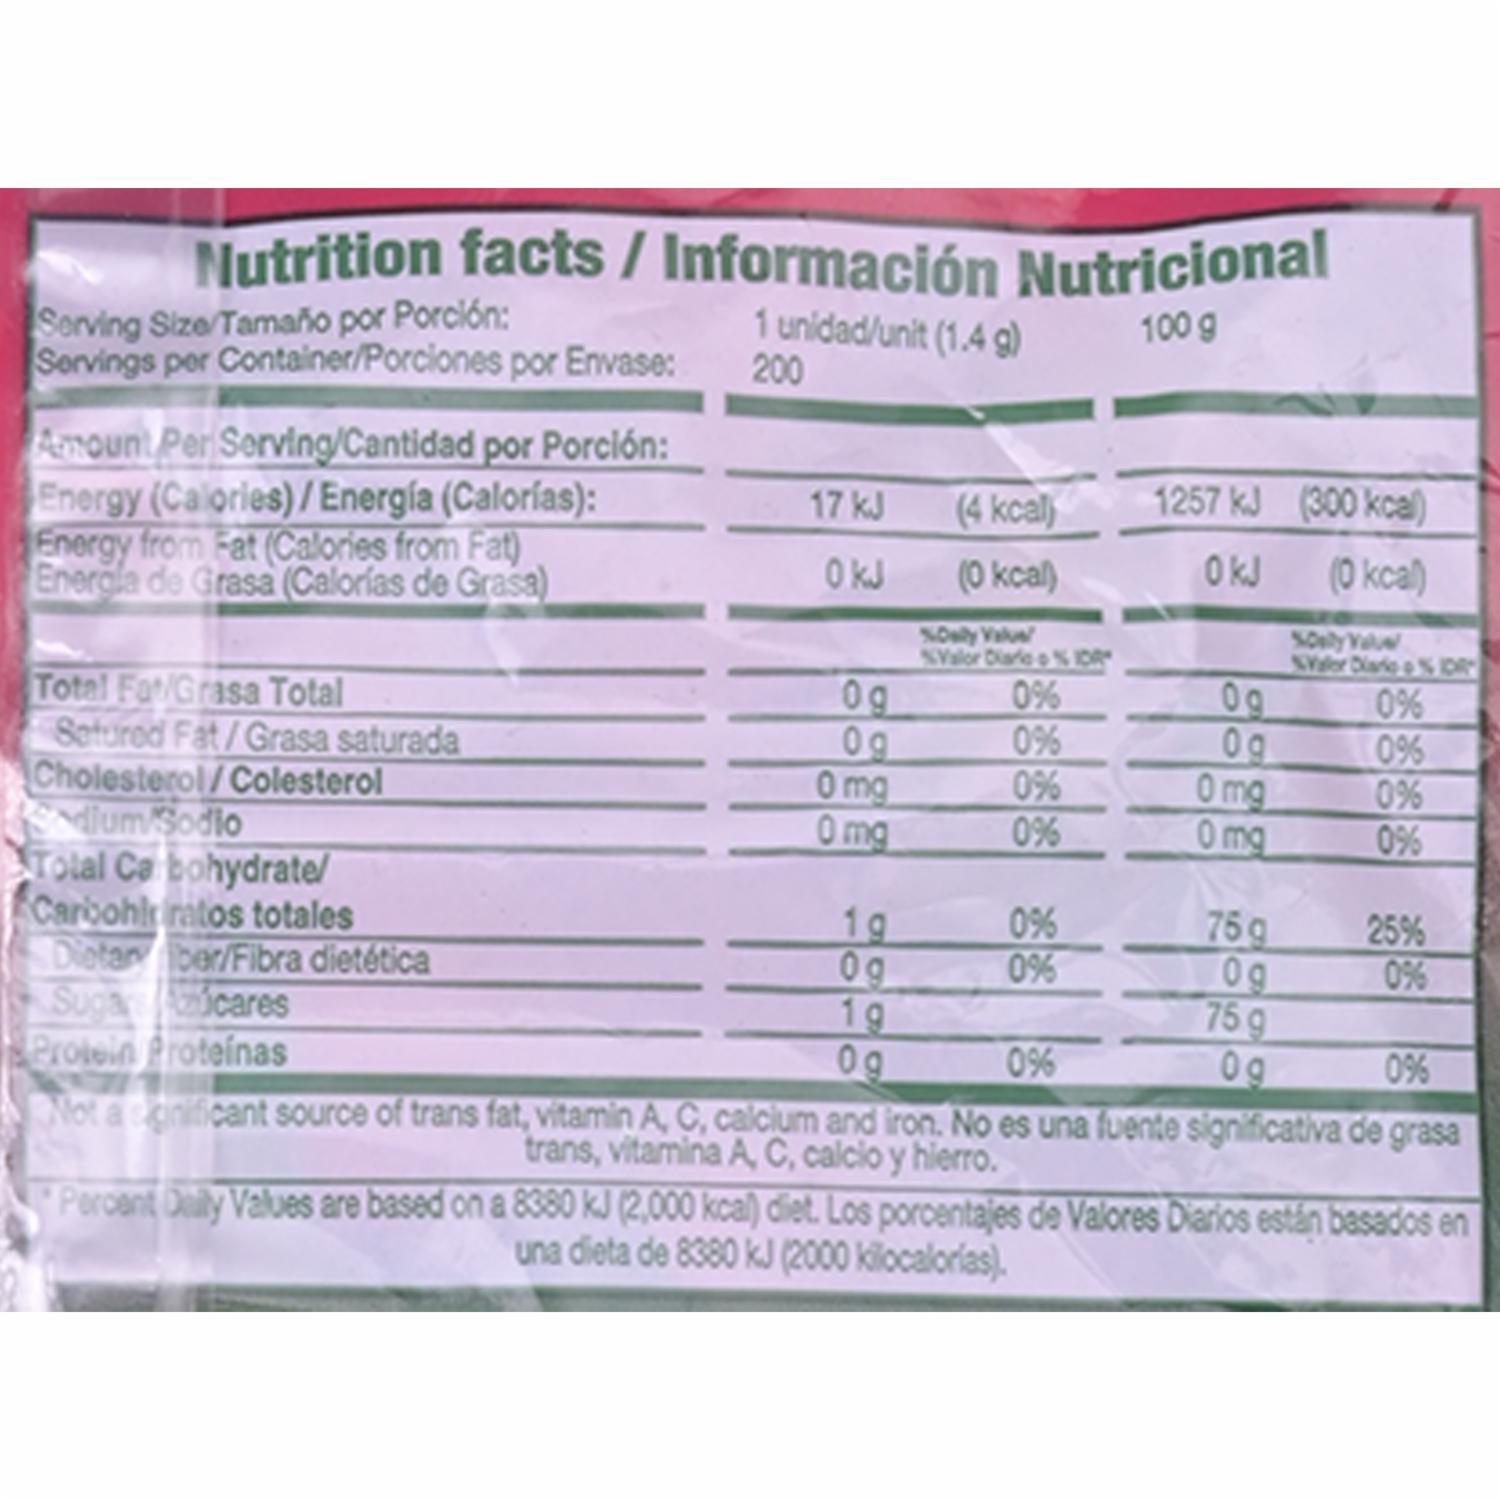 Nutrition facts / Información Nutricional
Serving Size/Tamaño por Porción: 1 unidad/unit (1.4 g) 100 g
Servings per Container/Porciones por Envase: 200
Amount Per Serving/Cantidad por Porción:
Energy (Calories) / Energía (Calorías): 17 kJ (4 kcal) 1257 kJ (300 kcal)
Energy from Fat (Calories from Fat)
Energía de Grasa (Calorías de Grasa) 0 kJ (0 kcal) 0 kJ (0 kcal)
%Daily Value/ %Daily Value/
%Valor Diario o % IDR* %Valor Diario o % IDR*
Total Fat/Grasa Total 0 g 0% 0 g 0%
Satured Fat / Grasa saturada 0 g 0% 0 g 0%
Cholesterol / Colesterol 0 mg 0% 0 mg 0%
Sodium/Sodio 0 mg 0% 0 mg 0%
Total Carbohydrate/
Carbohidratos totales 1 g 0% 75 g 25%
Dietary Fiber/Fibra dietética 0 g 0% 0 g 0%
Sugars/Azúcares 1 g 75 g
Protein/Proteínas 0 g 0% 0 g 0%
Not a significant source of trans fat, vitamin A, C, calcium and iron. No es una fuente significativa de grasa
trans, vitamina A, C, calcio y hierro.
* Percent Daily Values are based on a 8380 kJ (2,000 kcal) diet. Los porcentajes de Valores Diarios están basados en
una dieta de 8380 kJ (2000 kilocalorías).